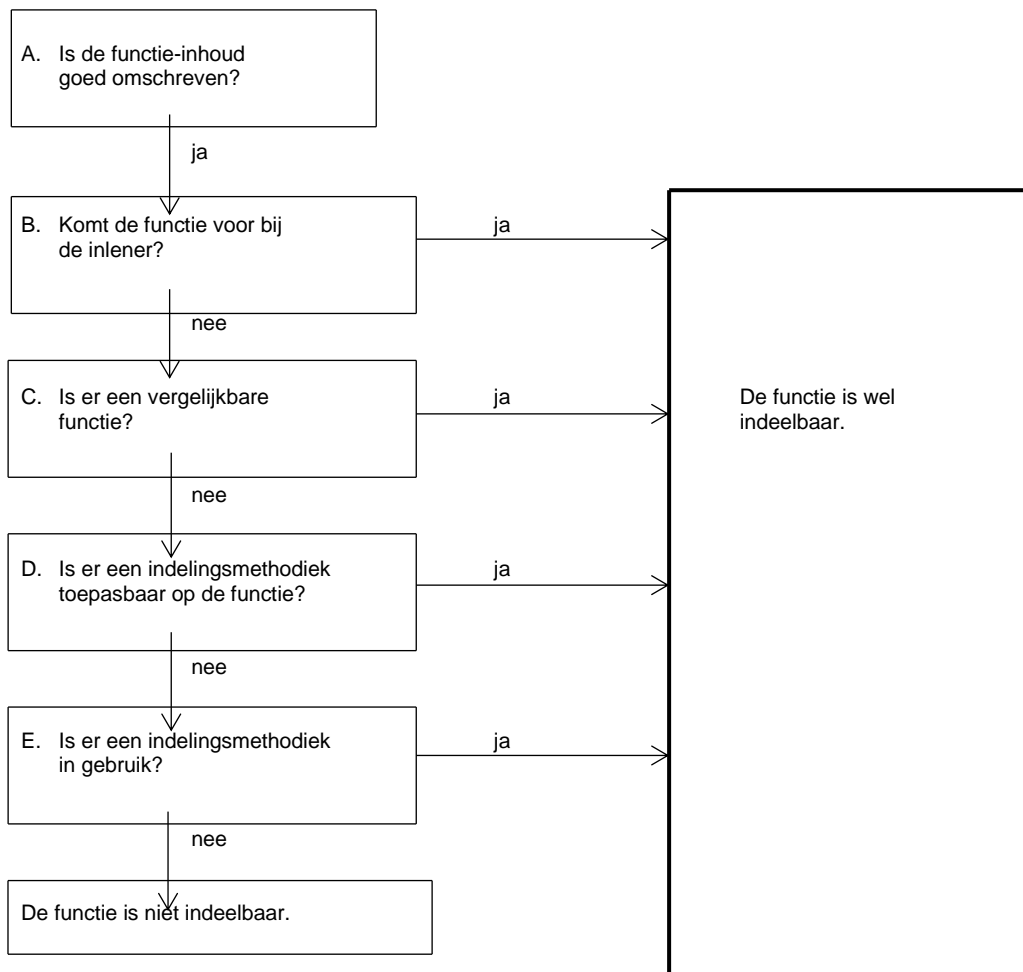 A. Is de functie-inhoud
goed omschreven?
ja
B. Komt de functie voor bij
de inlener?
ja
nee
C. Is er een vergelijkbare
functie?
ja
De functie is wel
indeelbaar.
nee
D. Is er een indelingsmethodiek
toepasbaar op de functie?
ja
nee
E. Is er een indelingsmethodiek
in gebruik?
ja
nee
De functie is niet indeelbaar.